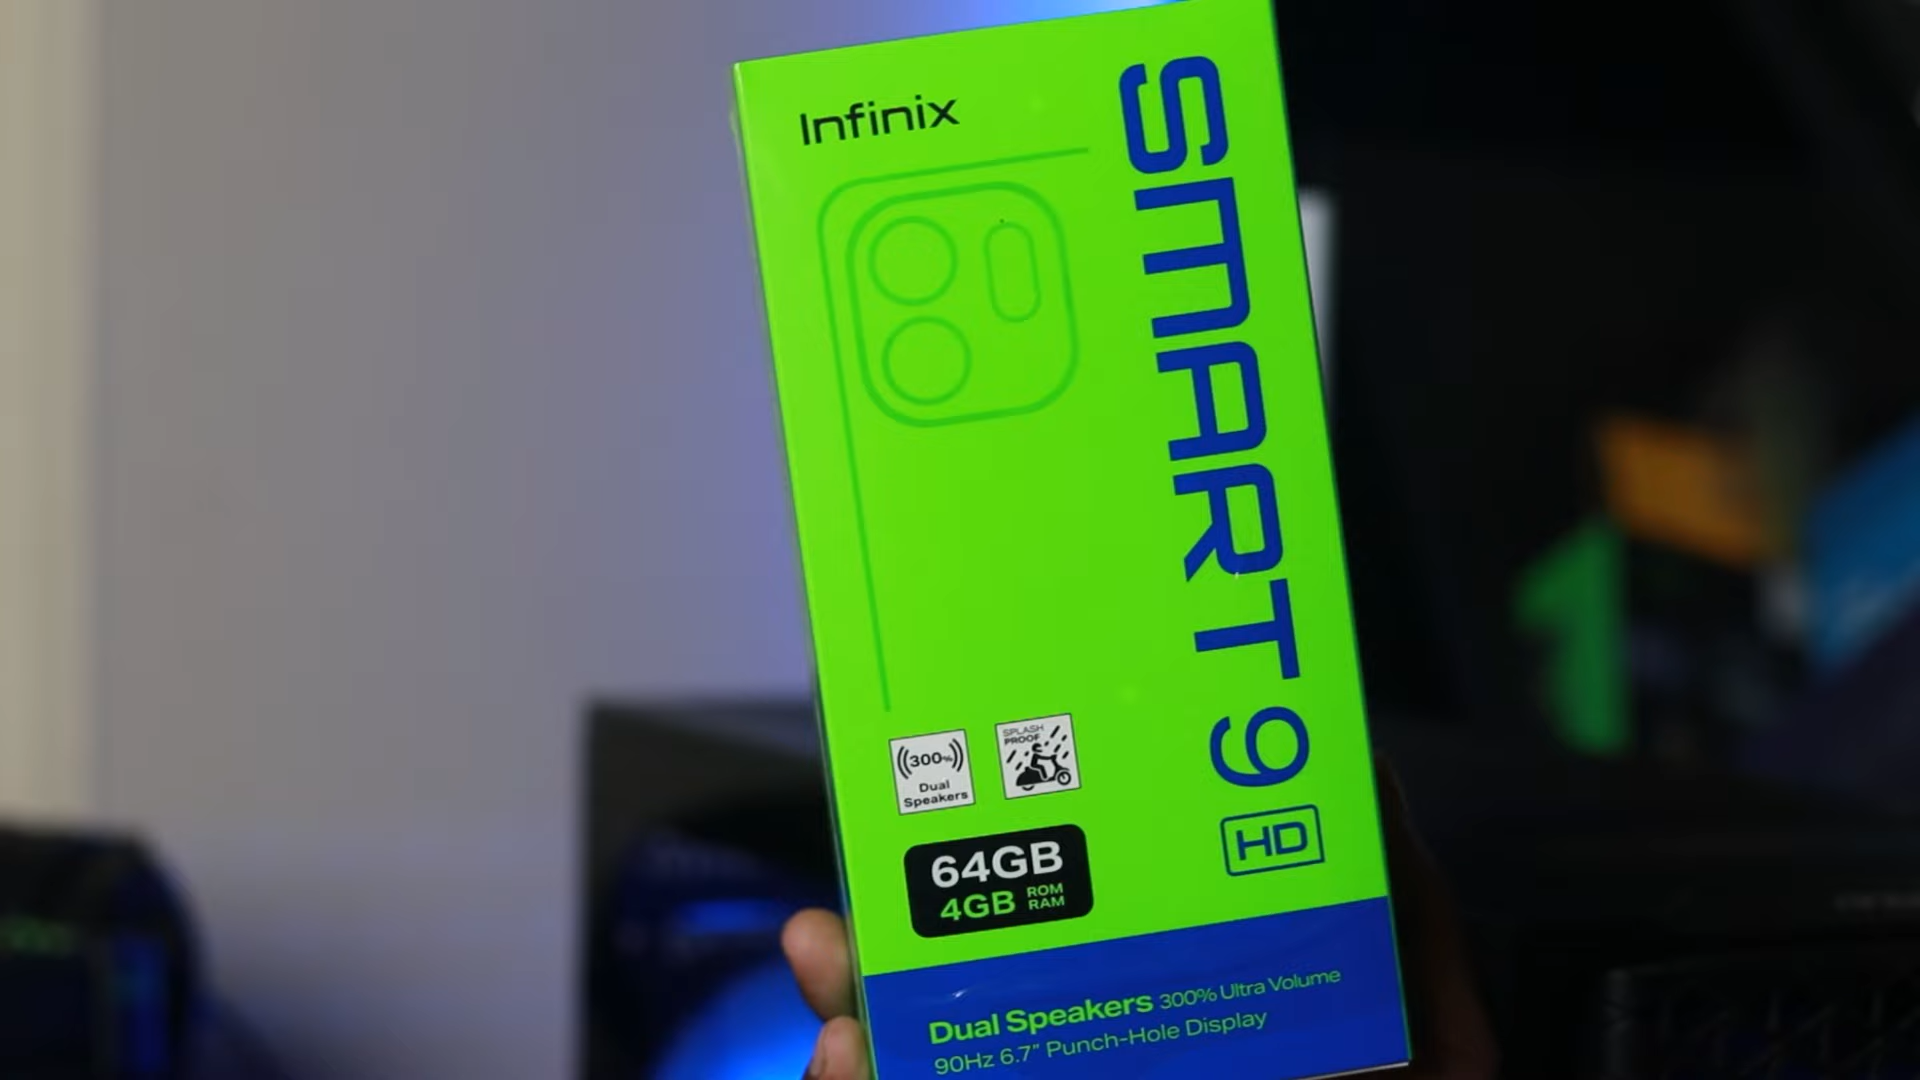 Infinix
SMART 9
HD
300%
Dual
Speakers
SPLASH
PROOF
64GB
4GB ROM
RAM
Dual Speakers 300% Ultra Volume
90Hz 6.7" Punch-Hole Display